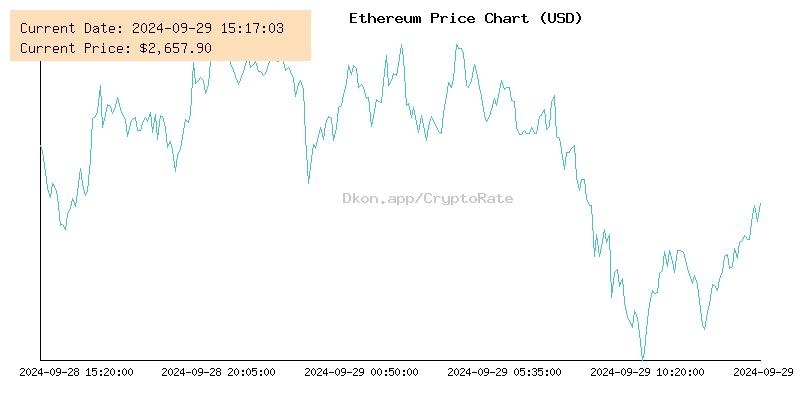 Ethereum Price Chart (USD)
Current Date: 2024-09-29 15:17:03
Current Price: $2,657.90
Dkon.app/CryptoRate
2024-09-28 15:20:00
2024-09-28 20:05:00
2024-09-29 00:50:00
2024-09-29 05:35:00
2024-09-29 10:20:00
2024-09-29